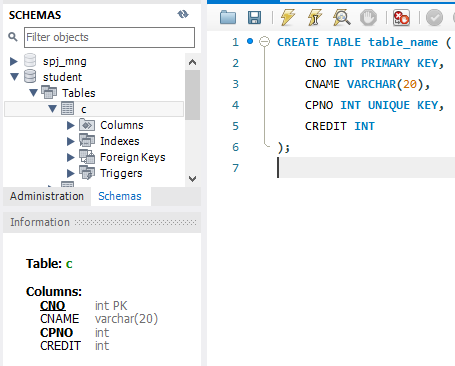 SCHEMAS
Filter objects
spj_mng
student
Tables
c
Columns
Indexes
Foreign Keys
Triggers
Administration Schemas
Information
Table: c
Columns:
CNO int PK
CNAME varchar(20)
CPNO int
CREDIT int
1 CREATE TABLE table_name (
2 CNO INT PRIMARY KEY,
3 CNAME VARCHAR(20),
4 CPNO INT UNIQUE KEY,
5 CREDIT INT
6 );
7